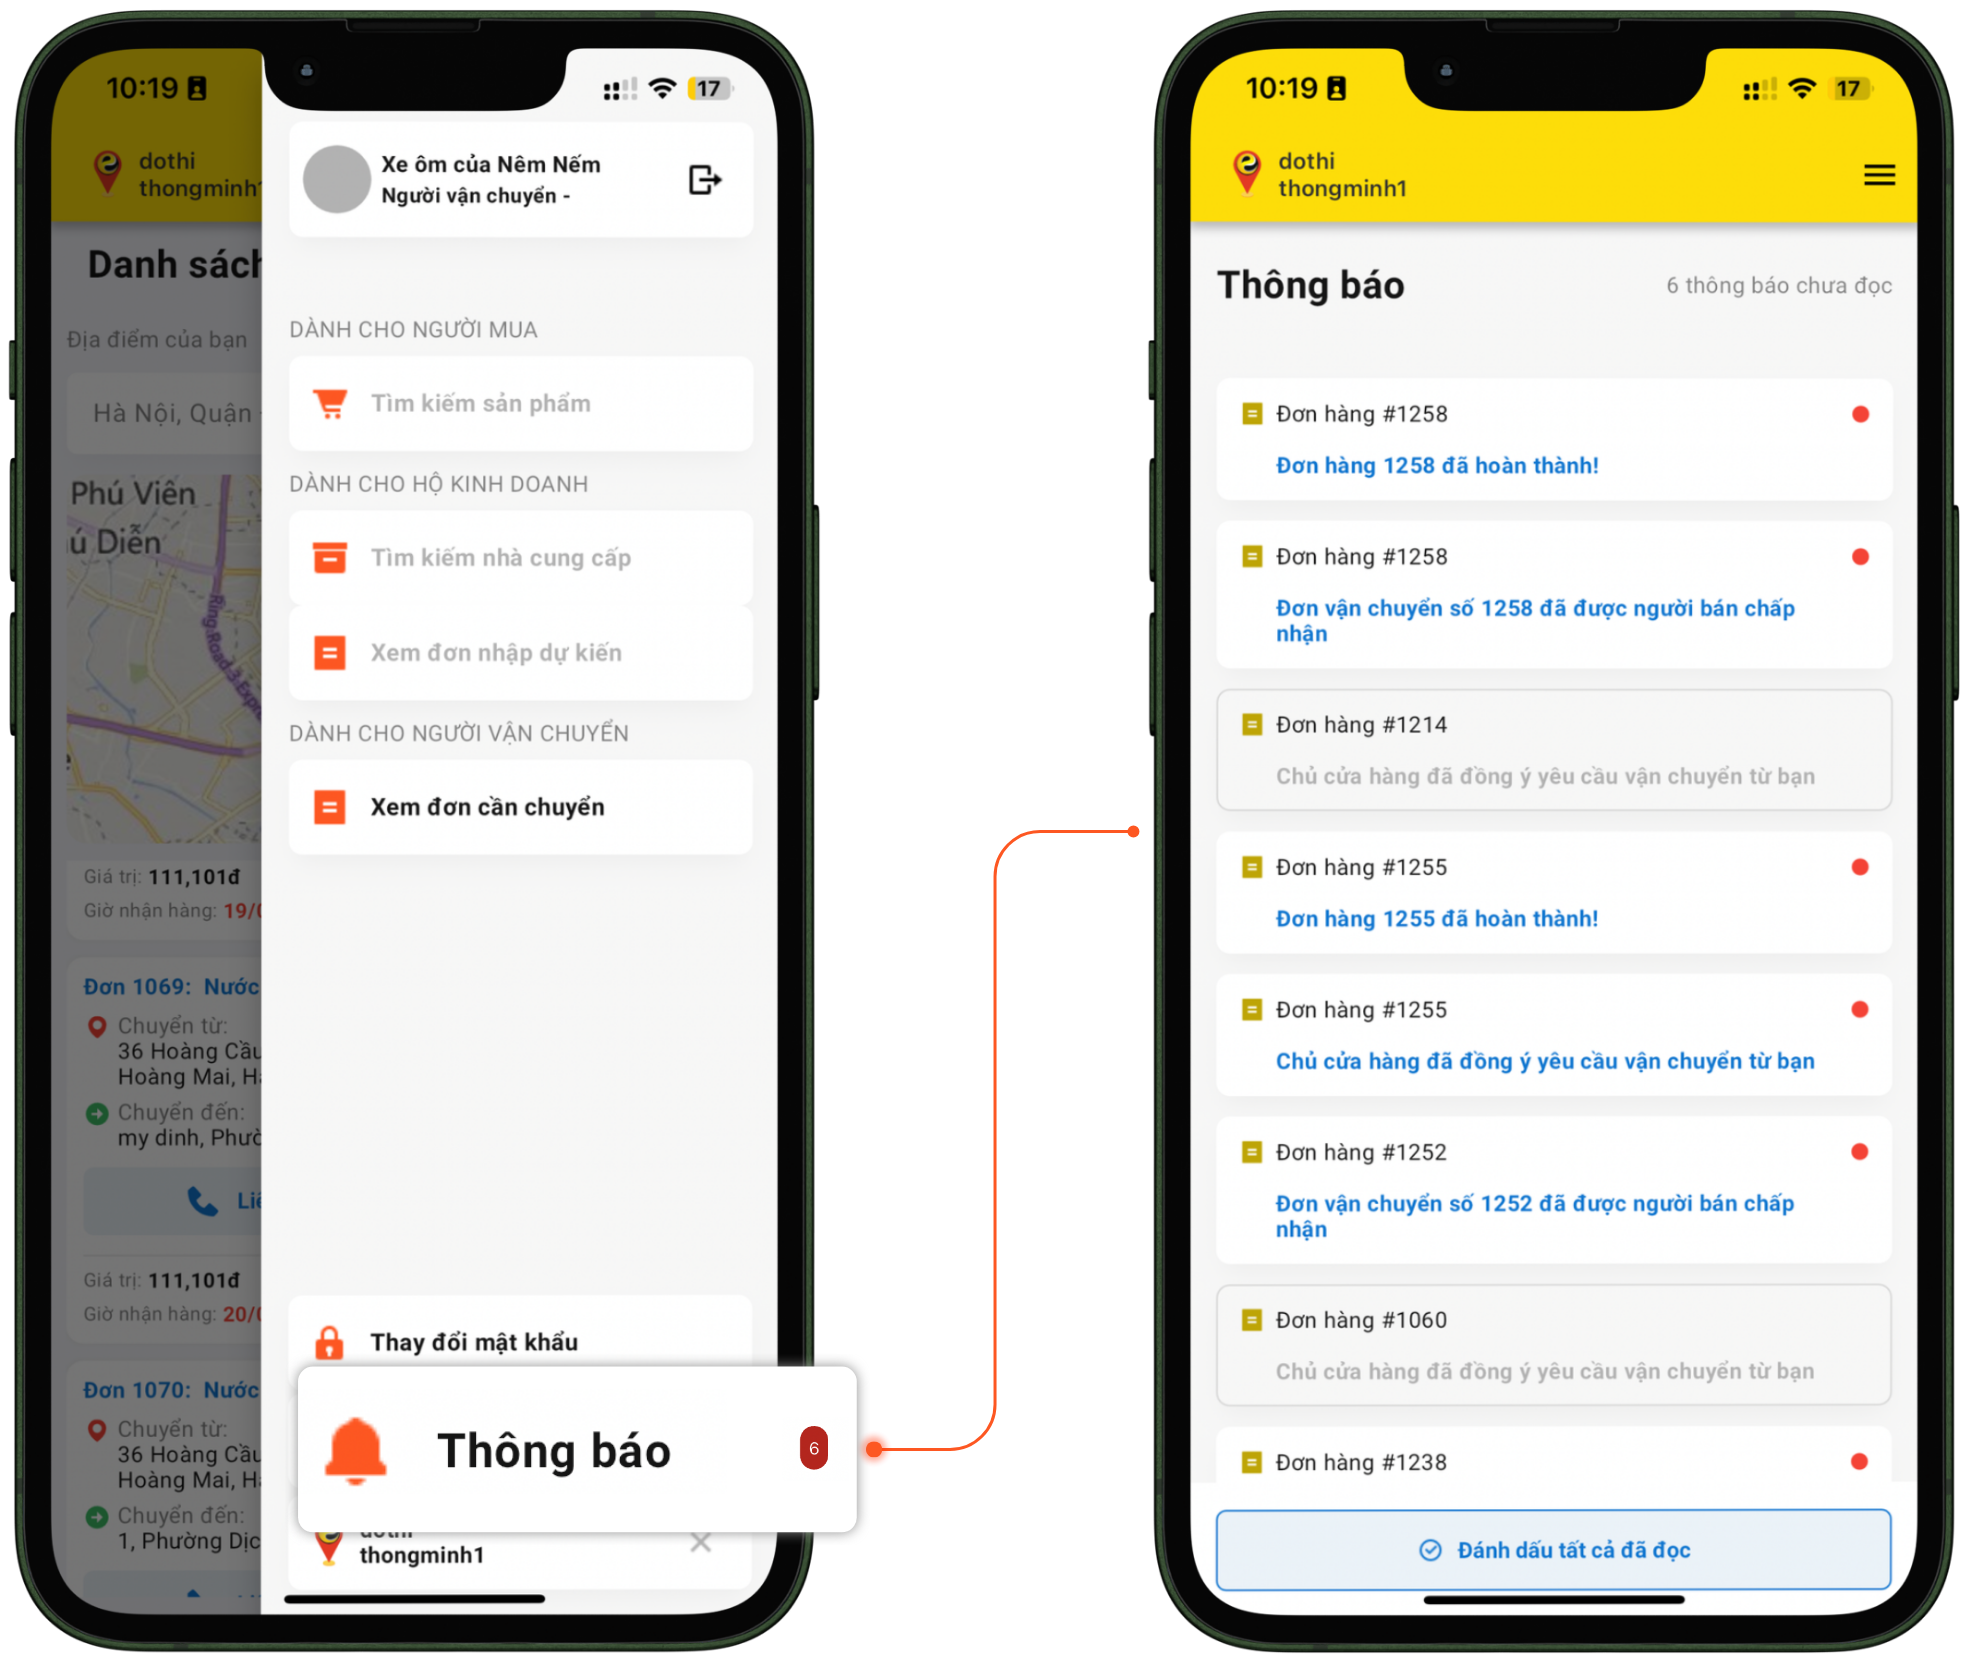 10:19
17
dothi
thongminh1
Danh sách
Địa điểm của bạn
Hà Nội, Quận
Phú Viên
ú Diễn
Ring Road 3 Expre
Giá trị: 111,101đ
Giờ nhận hàng: 19/0
Đơn 1069: Nước
Chuyển từ:
36 Hoàng Cầu
Hoàng Mai, Hà
Chuyển đến:
my dinh, Phườ
Liê
Giá trị: 111,101đ
Giờ nhận hàng: 20/0
Đơn 1070: Nước
Chuyển từ:
36 Hoàng Cầu
Hoàng Mai, Hà
Chuyển đến:
1, Phường Dịc
Xe ôm của Nêm Nếm
Người vận chuyển -
DÀNH CHO NGƯỜI MUA
Tìm kiếm sản phẩm
DÀNH CHO HỘ KINH DOANH
Tìm kiếm nhà cung cấp
Xem đơn nhập dự kiến
DÀNH CHO NGƯỜI VẬN CHUYỂN
Xem đơn cần chuyển
Thay đổi mật khẩu
Thông báo
6
dothi
thongminh1
10:19
17
dothi
thongminh1
Thông báo
6 thông báo chưa đọc
Đơn hàng #1258
Đơn hàng 1258 đã hoàn thành!
Đơn hàng #1258
Đơn vận chuyển số 1258 đã được người bán chấp
nhận
Đơn hàng #1214
Chủ cửa hàng đã đồng ý yêu cầu vận chuyển từ bạn
Đơn hàng #1255
Đơn hàng 1255 đã hoàn thành!
Đơn hàng #1255
Chủ cửa hàng đã đồng ý yêu cầu vận chuyển từ bạn
Đơn hàng #1252
Đơn vận chuyển số 1252 đã được người bán chấp
nhận
Đơn hàng #1060
Chủ cửa hàng đã đồng ý yêu cầu vận chuyển từ bạn
Đơn hàng #1238
Đánh dấu tất cả đã đọc